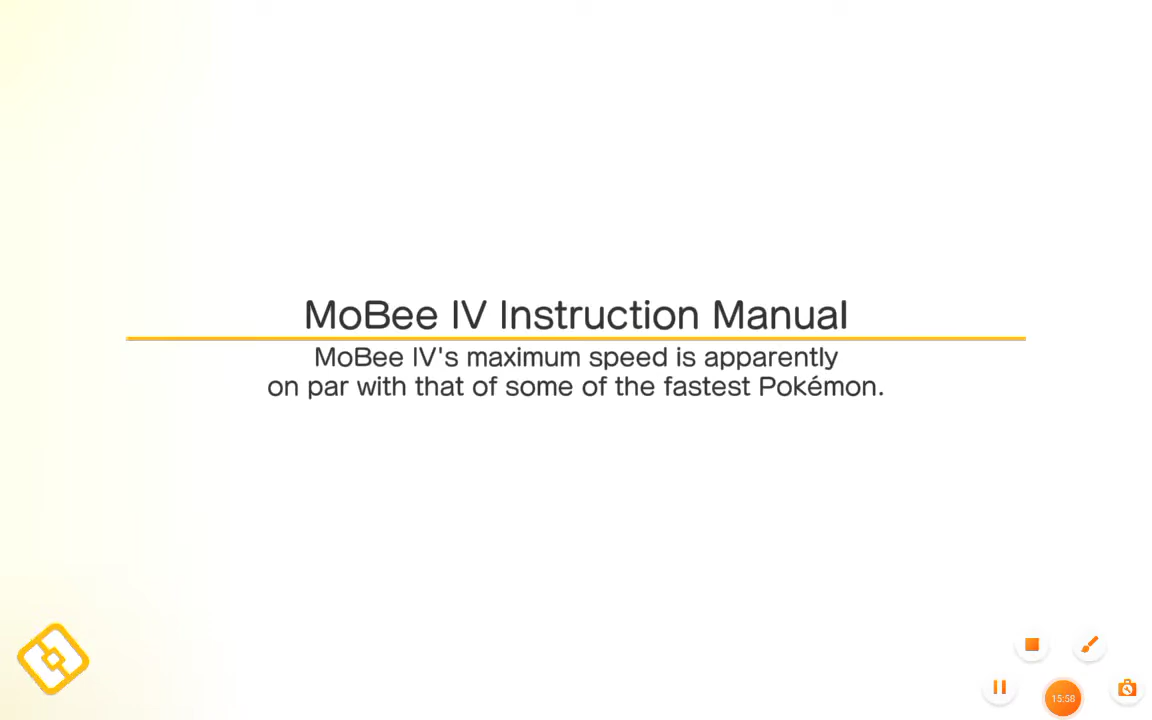 MoBee IV Instruction Manual
MoBee IV's maximum speed is apparently
on par with that of some of the fastest Pokémon.
15:58